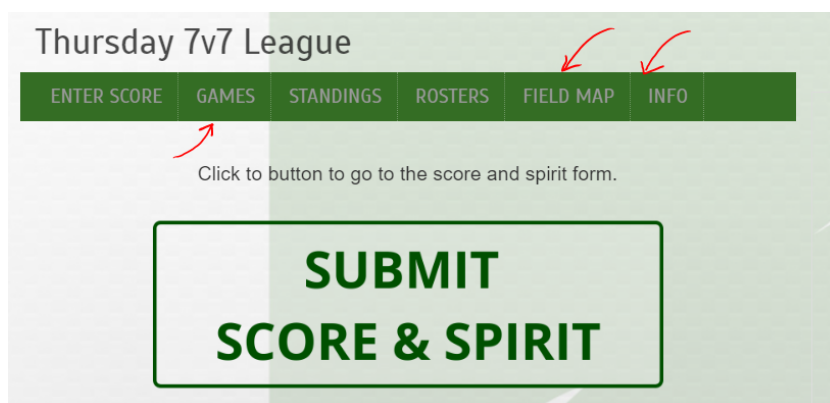 Thursday 7v7 League
ENTER SCORE GAMES STANDINGS ROSTERS FIELD MAP INFO
Click to button to go to the score and spirit form.
SUBMIT
SCORE & SPIRIT